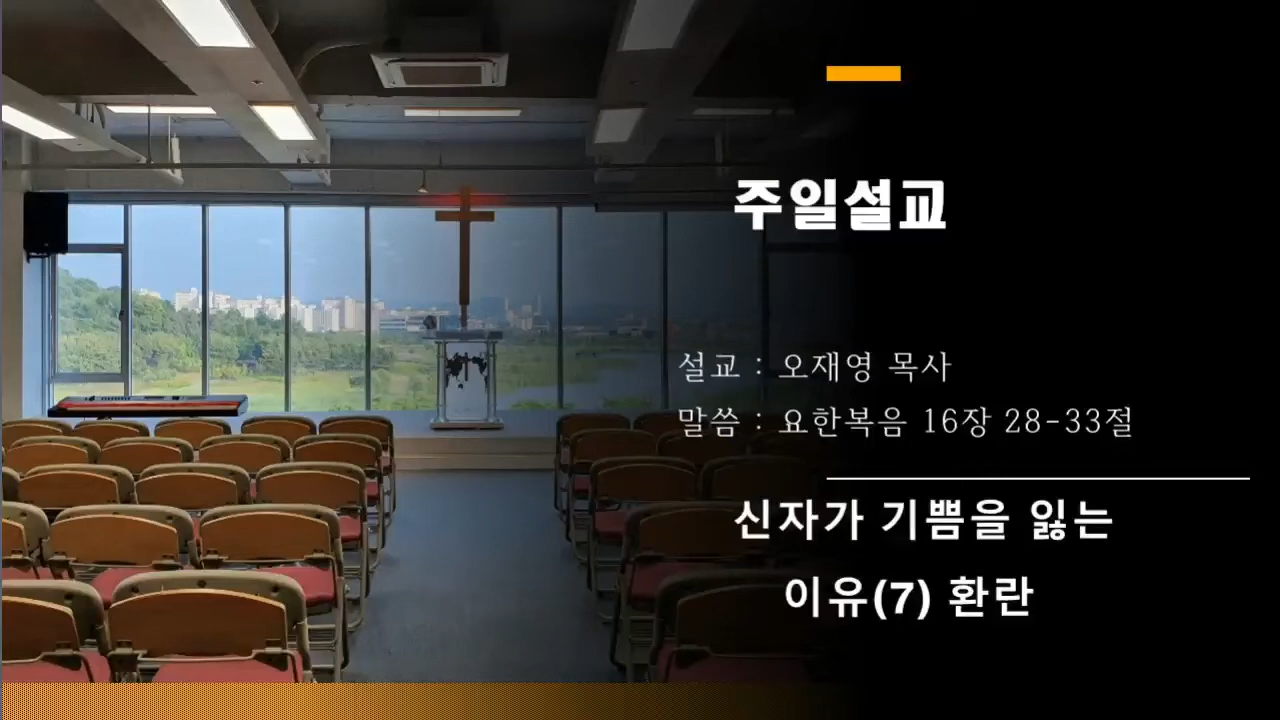 주일설교
설교 : 오재영 목사
말씀 : 요한복음 16장 28-33절
신자가 기쁨을 잃는
이유(7) 환란